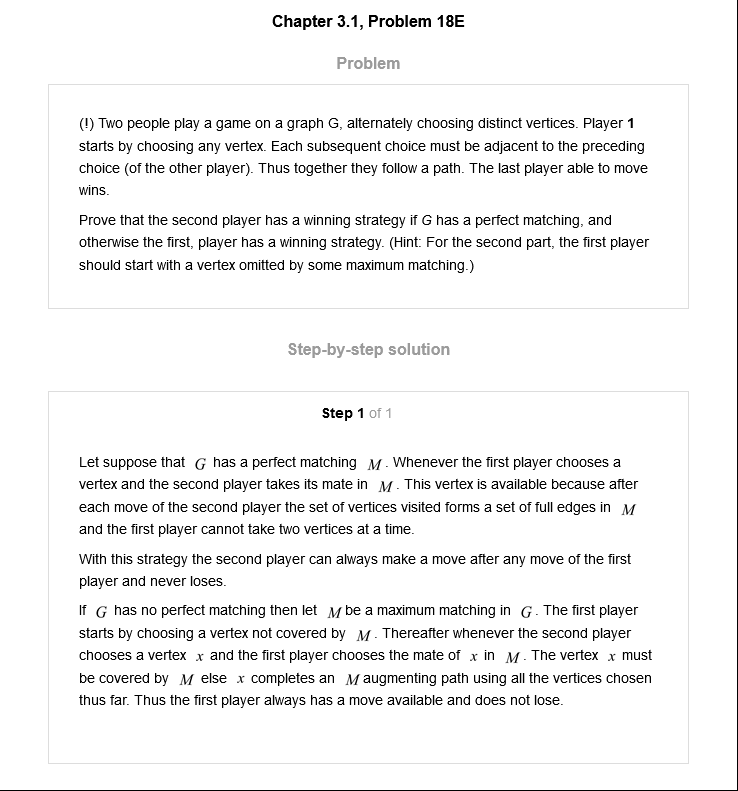 Chapter 3.1, Problem 18E
Problem
(!) Two people play a game on a graph G, alternately choosing distinct vertices. Player 1
starts by choosing any vertex. Each subsequent choice must be adjacent to the preceding
choice (of the other player). Thus together they follow a path. The last player able to move
wins.
Prove that the second player has a winning strategy if G has a perfect matching, and
otherwise the first, player has a winning strategy. (Hint: For the second part, the first player
should start with a vertex omitted by some maximum matching.)
Step-by-step solution
Step 1 of 1
Let suppose that G has a perfect matching M. Whenever the first player chooses a
vertex and the second player takes its mate in M. This vertex is available because after
each move of the second player the set of vertices visited forms a set of full edges in M
and the first player cannot take two vertices at a time.
With this strategy the second player can always make a move after any move of the first
player and never loses.
If G has no perfect matching then let M be a maximum matching in G. The first player
starts by choosing a vertex not covered by M. Thereafter whenever the second player
chooses a vertex x and the first player chooses the mate of x in M. The vertex x must
be covered by M else x completes an M augmenting path using all the vertices chosen
thus far. Thus the first player always has a move available and does not lose.